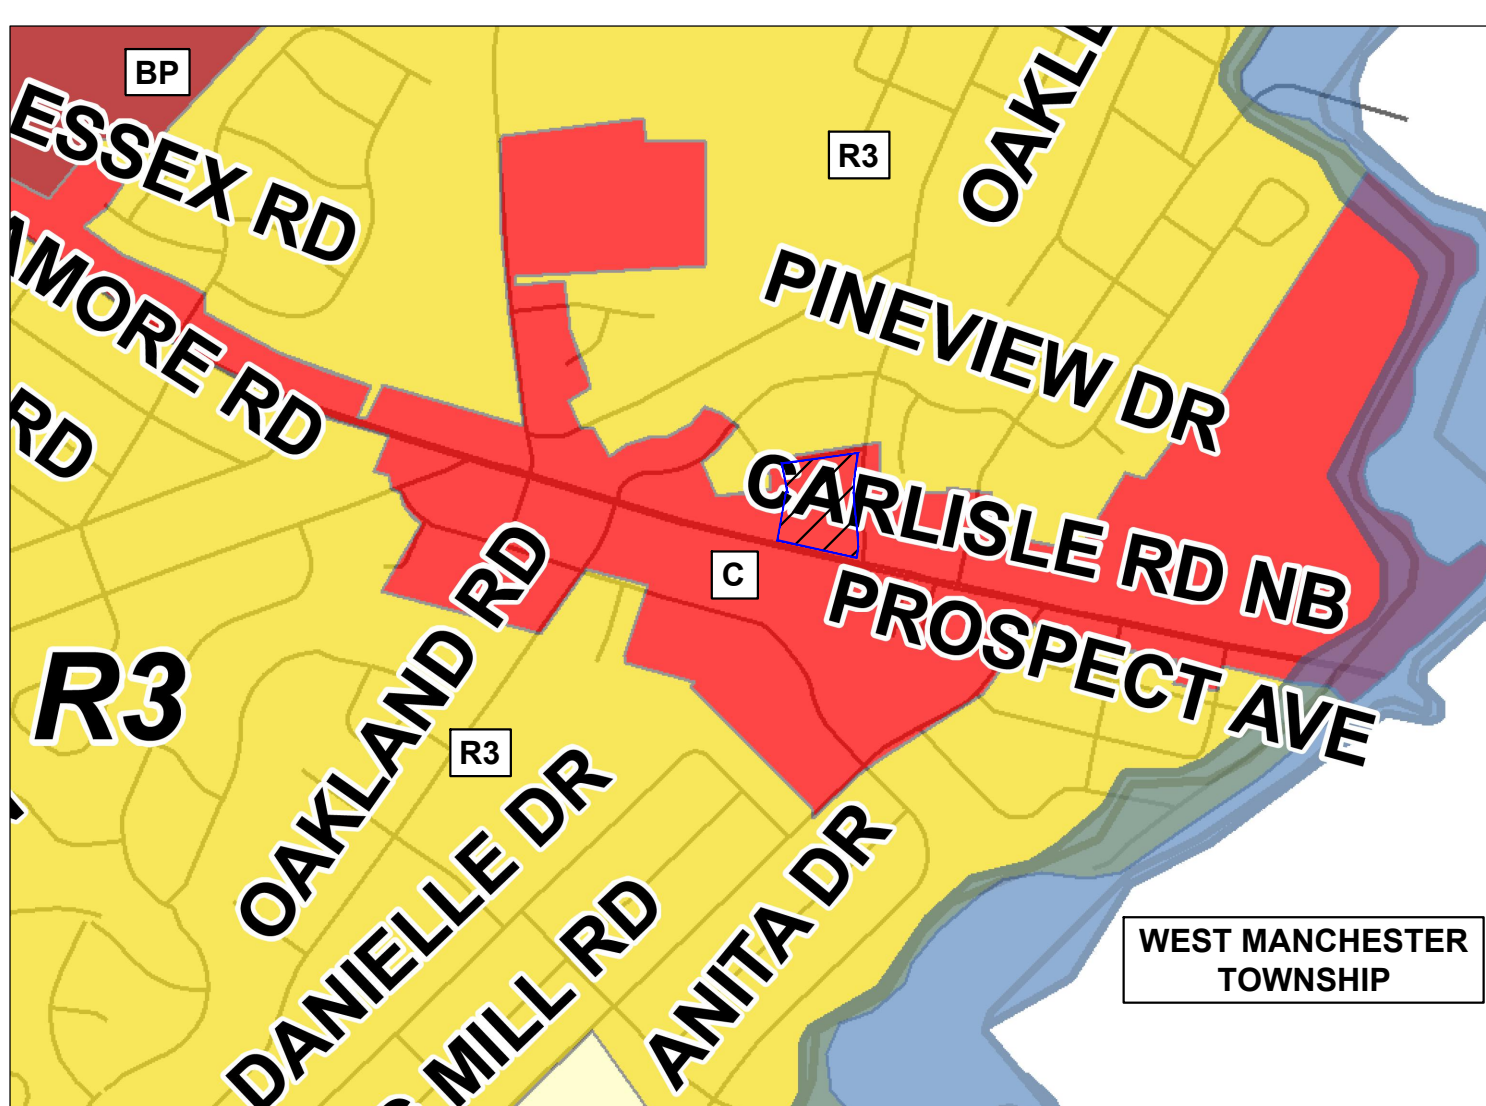 BP
ESSEX RD
R3
OAKL
AMORE RD
PINEVIEW DR
RD
CARLISLE RD NB
C
PROSPECT AVE
OAKLAND RD
R3
R3
DANIELLE DR
MILL RD
ANITA DR
WEST MANCHESTER
TOWNSHIP